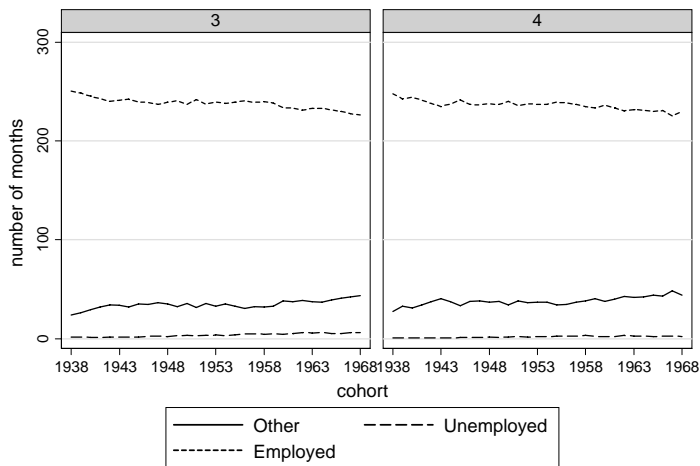 3 4
number of months
300
200
100
0
1938 1943 1948 1953 1958 1963 1968 1938 1943 1948 1953 1958 1963 1968
cohort
Other Unemployed
Employed